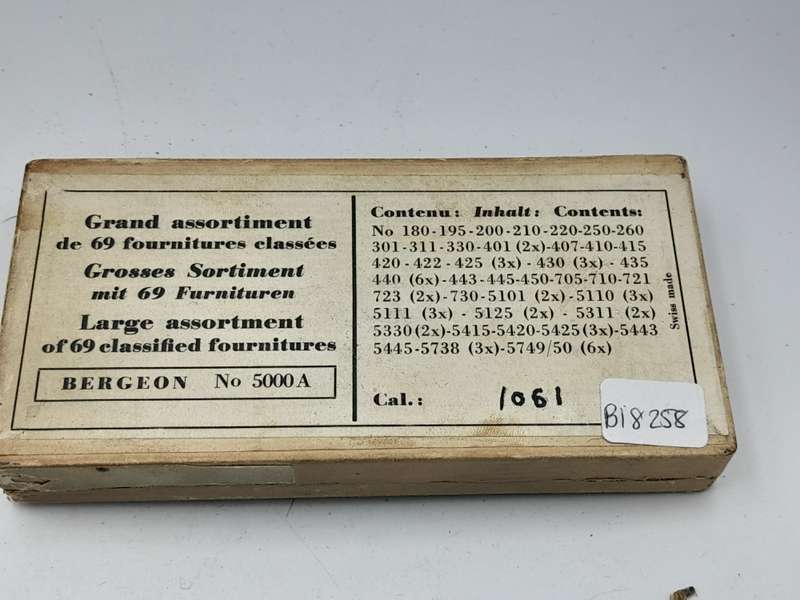 Grand assortiment
de 69 fournitures classées
Grosses Sortiment
mit 69 Furnituren
Large assortment
of 69 classified fournitures
BERGEON No 5000 A
Contenu: Inhalt: Contents:
No 180-195-200-210-220-250-260
301-311-330-401 (2x)-407-410-415
420 - 422 - 425 (3x) - 430 (3x) - 435
440 (6x) -443-445-450-705-710-721
723 (2x)-730-5101 (2x)-5110 (3x)
5111 (3x) - 5125 (2x) - 5311 (2x)
5330 (2x)-5415-5420-5425 (3x)-5443
5445-5738 (3x)-5749/50 (6x)
Cal.: 1061
Swiss made
B18258